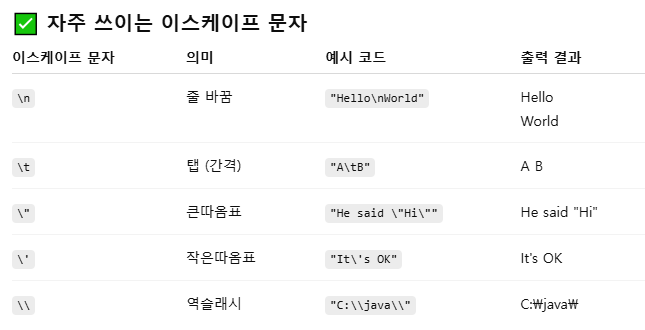 ✅ 자주 쓰이는 이스케이프 문자
이스케이프 문자 의미 예시 코드 출력 결과
\n 줄 바꿈 "Hello\nWorld" Hello
World
\t 탭 (간격) "A\tB" A B
\" 큰따옴표 "He said \"Hi\"" He said "Hi"
\' 작은따옴표 "It\'s OK" It's OK
\\ 역슬래시 "C:\\java\\" C:₩java₩